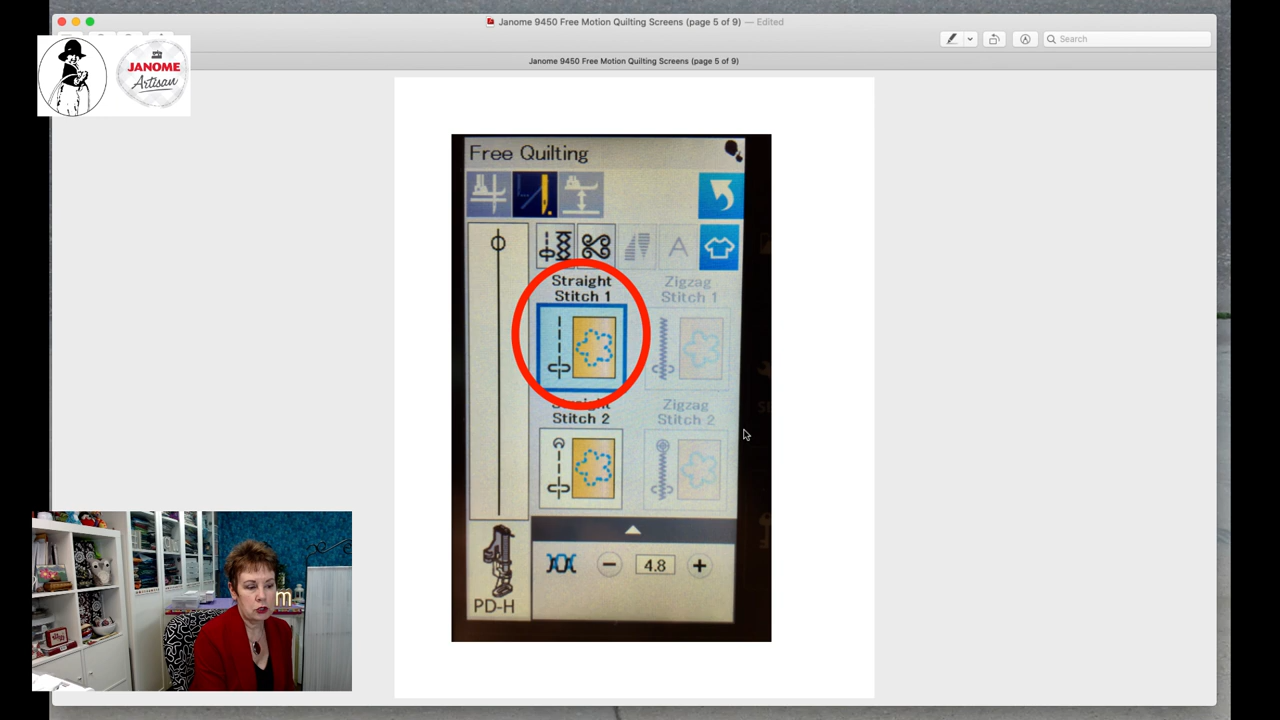 Janome 9450 Free Motion Quilting Screens (page 5 of 9) — Edited
Search
Janome 9450 Free Motion Quilting Screens (page 5 of 9)
JANOME
Artisan
Free Quilting
A
Straight
Stitch 1
Zigzag
Stitch 1
Straight
Stitch 2
Zigzag
Stitch 2
4.8
PD-H
m